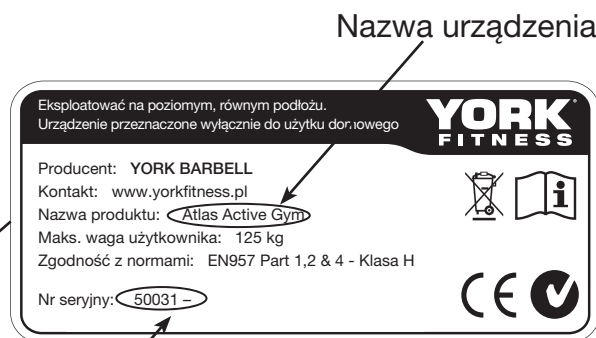 Nazwa urządzenia
Eksploatować na poziomym, równym podłożu.
Urządzenie przeznaczone wyłącznie do użytku domowego
YORK
FITNESS
Producent: YORK BARBELL
Kontakt: www.yorkfitness.pl
Nazwa produktu: Atlas Active Gym
Maks. waga użytkownika: 125 kg
Zgodność z normami: EN957 Part 1,2 & 4 - Klasa H
Nr seryjny: 50031 –
i
CE